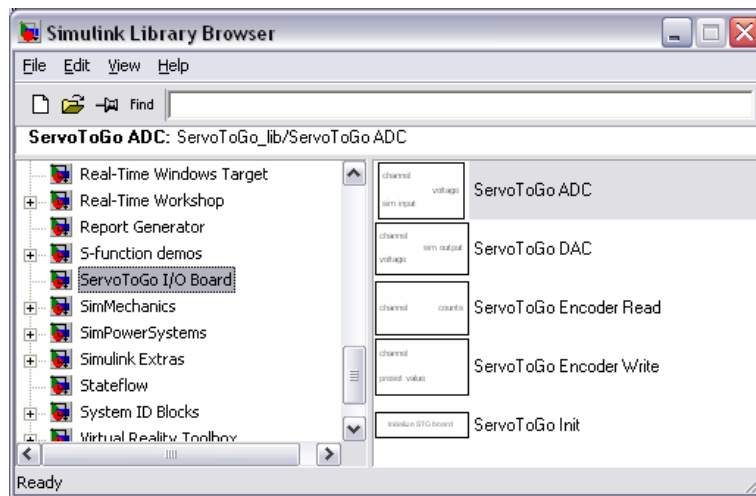 Simulink Library Browser
File Edit View Help
Find
ServoToGo ADC: ServoToGo_lib/ServoToGo ADC
Real-Time Windows Target
Real-Time Workshop
Report Generator
S-function demos
ServoToGo I/O Board
SimMechanics
SimPowerSystems
Simulink Extras
Stateflow
System ID Blocks
Virtual Reality Toolbox
channel
voltage
sim input
ServoToGo ADC
channel
sim output
voltage
ServoToGo DAC
channel counts
ServoToGo Encoder Read
channel
preset value
ServoToGo Encoder Write
Initialize STG board
ServoToGo Init
Ready